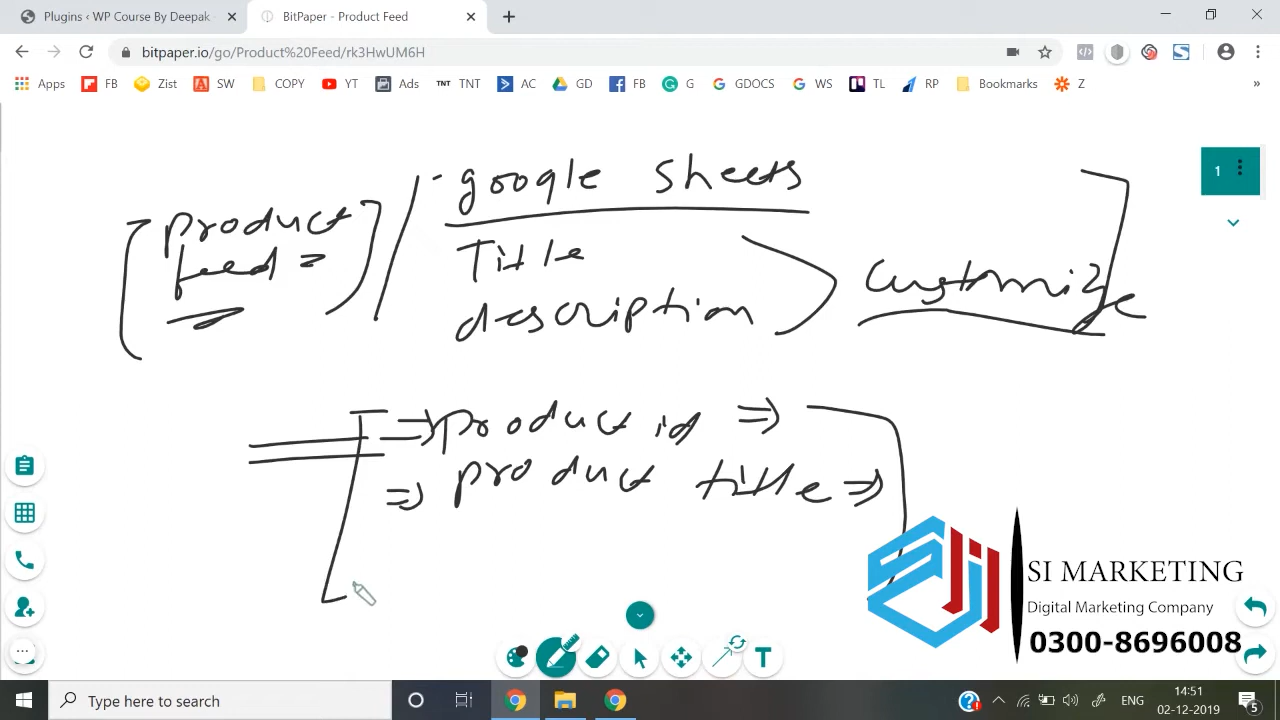 Plugins ‹ WP Course By Deepak -
BitPaper - Product Feed
bitpaper.io/go/Product%20Feed/rk3HwUM6H
Apps FB Zist SW COPY YT Ads TNT TNT AC GD FB G GDOCS WS TL RP Bookmarks Z »
1
google sheets
product
feed =
Title
description
customize
⇒ product id ⇒
⇒ product title ⇒
SI MARKETING
Digital Marketing Company
0300-8696008
T
Type here to search
ENG
14:51
02-12-2019
5